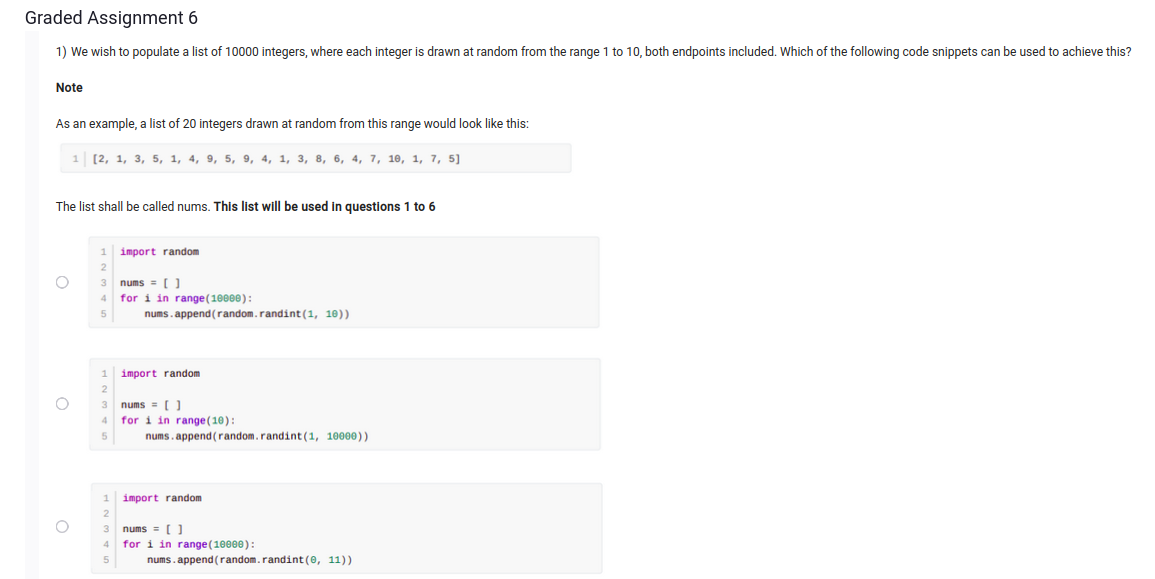 Graded Assignment 6
1) We wish to populate a list of 10000 integers, where each integer is drawn at random from the range 1 to 10, both endpoints included. Which of the following code snippets can be used to achieve this?
Note
As an example, a list of 20 integers drawn at random from this range would look like this:
1 [2, 1, 3, 5, 1, 4, 9, 5, 9, 4, 1, 3, 8, 6, 4, 7, 10, 1, 7, 5]
The list shall be called nums. This list will be used in questions 1 to 6
1 import random
2
3 nums = [ ]
4 for i in range(10000):
5     nums.append(random.randint(1, 10))
1 import random
2
3 nums = [ ]
4 for i in range(10):
5     nums.append(random.randint(1, 10000))
1 import random
2
3 nums = [ ]
4 for i in range(10000):
5     nums.append(random.randint(0, 11))